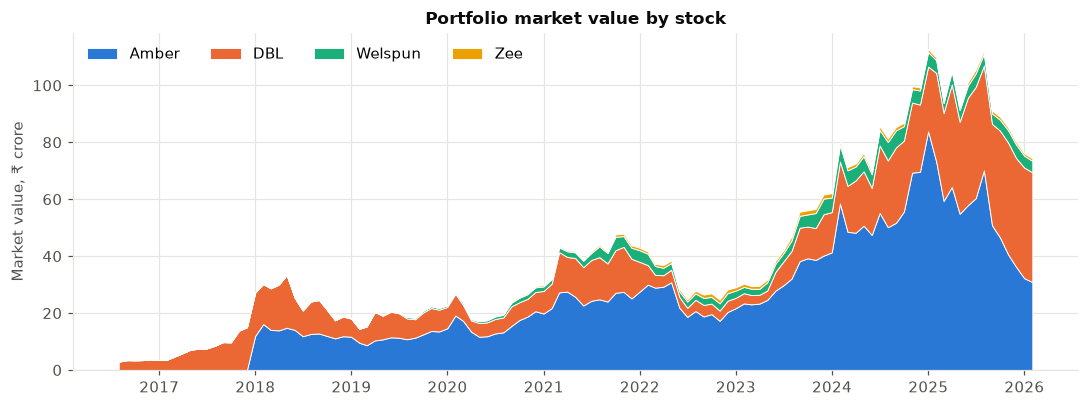 Portfolio market value by stock
Amber DBL Welspun Zee
Market value, ₹ crore
100
80
60
40
20
0
2017 2018 2019 2020 2021 2022 2023 2024 2025 2026